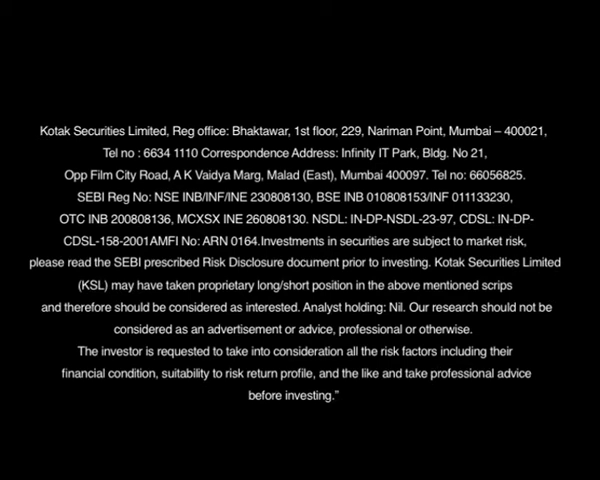 Kotak Securities Limited, Reg office: Bhaktawar, 1st floor, 229, Nariman Point, Mumbai – 400021,
Tel no : 6634 1110 Correspondence Address: Infinity IT Park, Bldg. No 21,
Opp Film City Road, A K Vaidya Marg, Malad (East), Mumbai 400097. Tel no: 66056825.
SEBI Reg No: NSE INB/INF/INE 230808130, BSE INB 010808153/INF 011133230,
OTC INB 200808136, MCXSX INE 260808130. NSDL: IN-DP-NSDL-23-97, CDSL: IN-DP-
CDSL-158-2001AMFI No: ARN 0164.Investments in securities are subject to market risk,
please read the SEBI prescribed Risk Disclosure document prior to investing. Kotak Securities Limited
(KSL) may have taken proprietary long/short position in the above mentioned scrips
and therefore should be considered as interested. Analyst holding: Nil. Our research should not be
considered as an advertisement or advice, professional or otherwise.
The investor is requested to take into consideration all the risk factors including their
financial condition, suitability to risk return profile, and the like and take professional advice
before investing.”